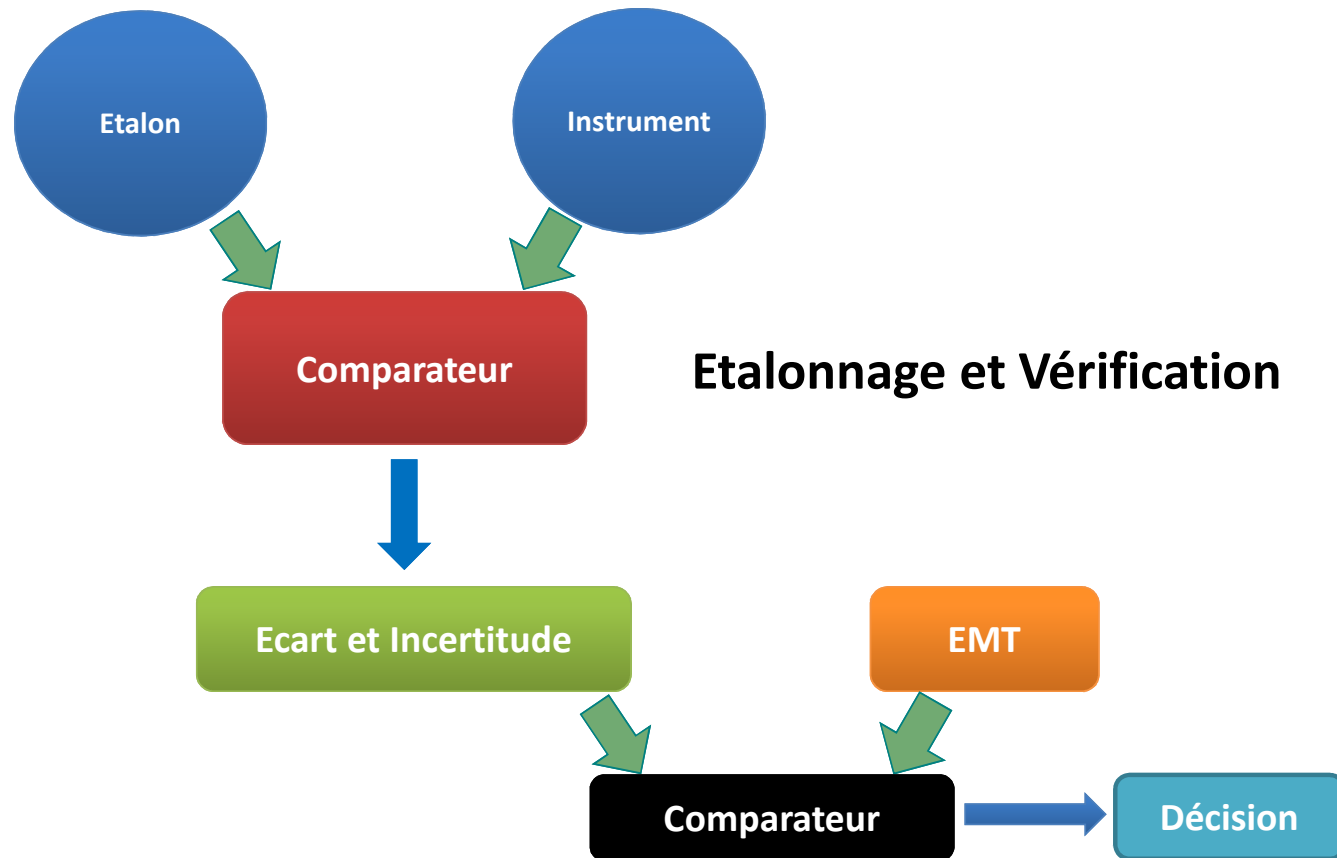 Etalon
Instrument
Comparateur
Etalonnage et Vérification
Ecart et Incertitude
EMT
Comparateur
Décision